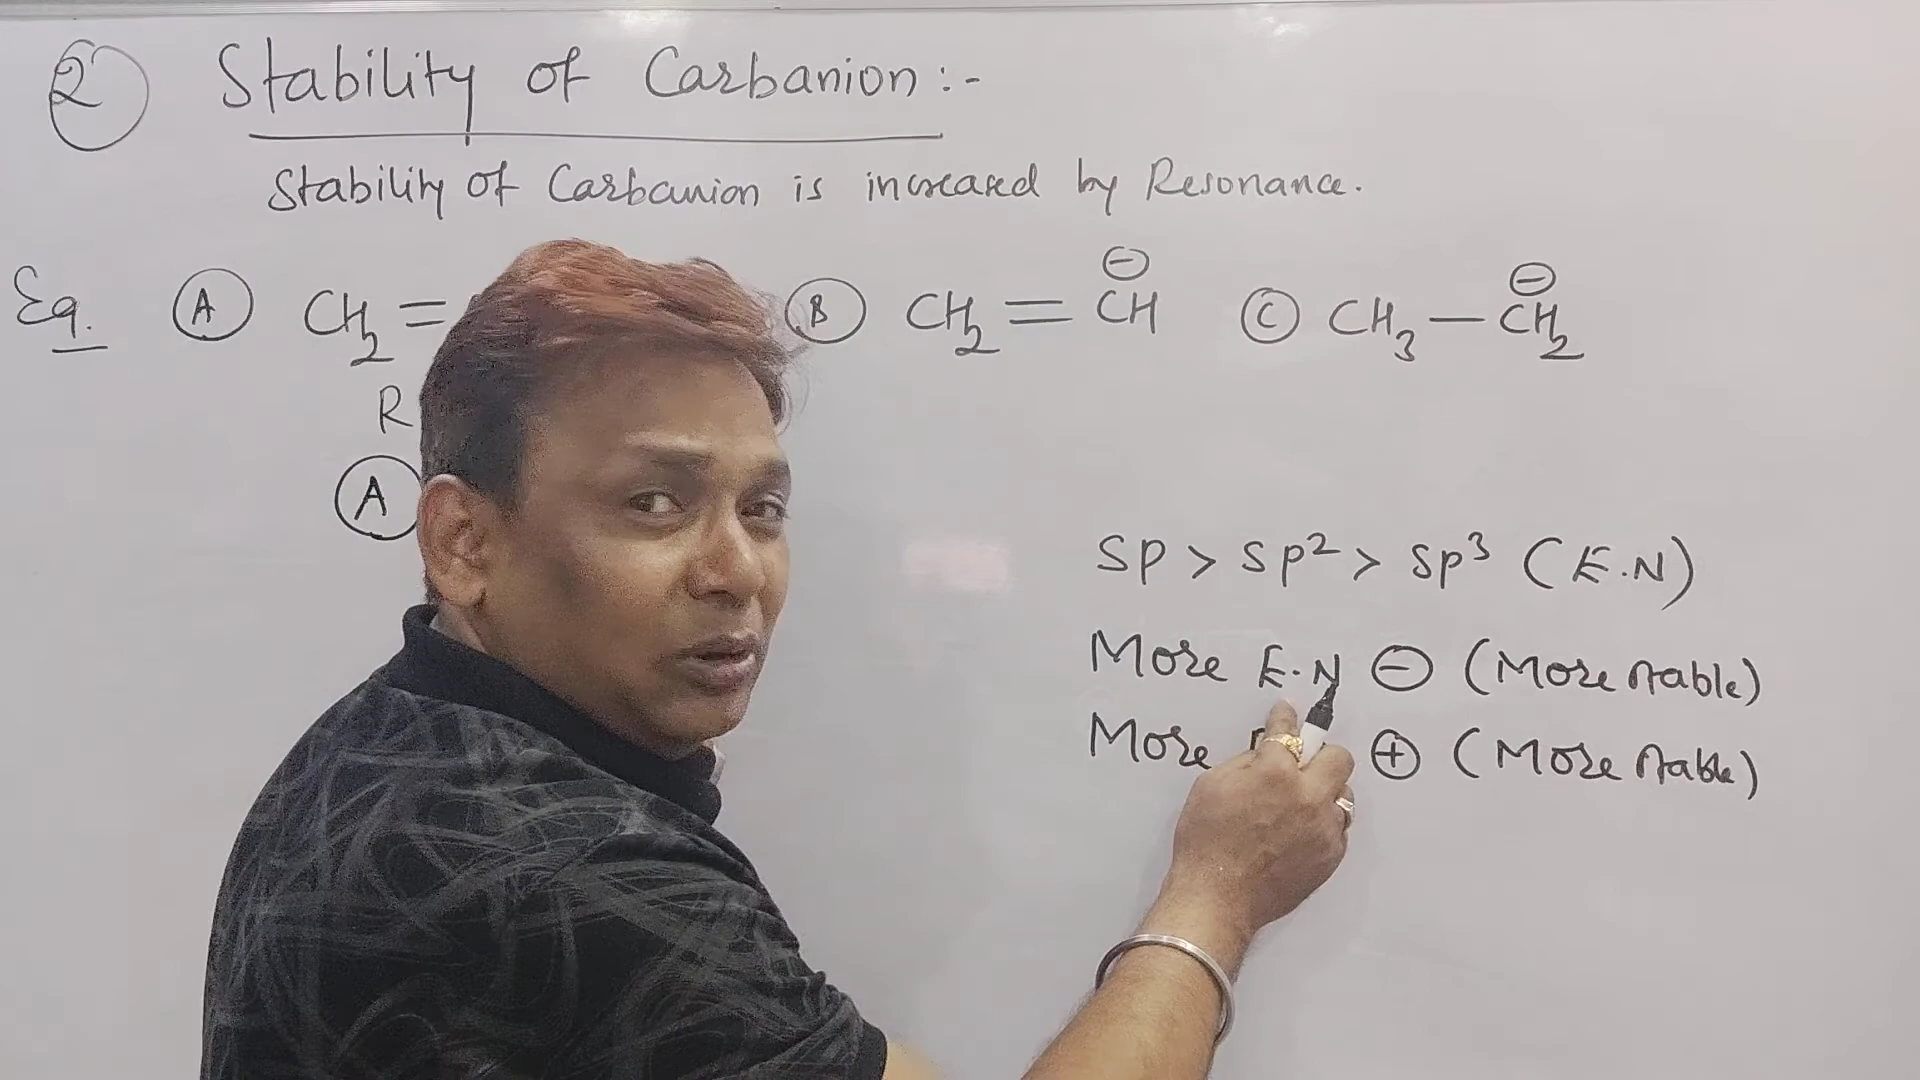 2 Stability of Carbanion :-
Stability of Carbanion is increased by Resonance.
Eg. A CH2 = B CH2 = CH⊖ C CH3 - CH2⊖
R
A
SP > SP² > SP³ (E.N)
More E.N ⊖ (More stable)
More ⊕ (More stable)